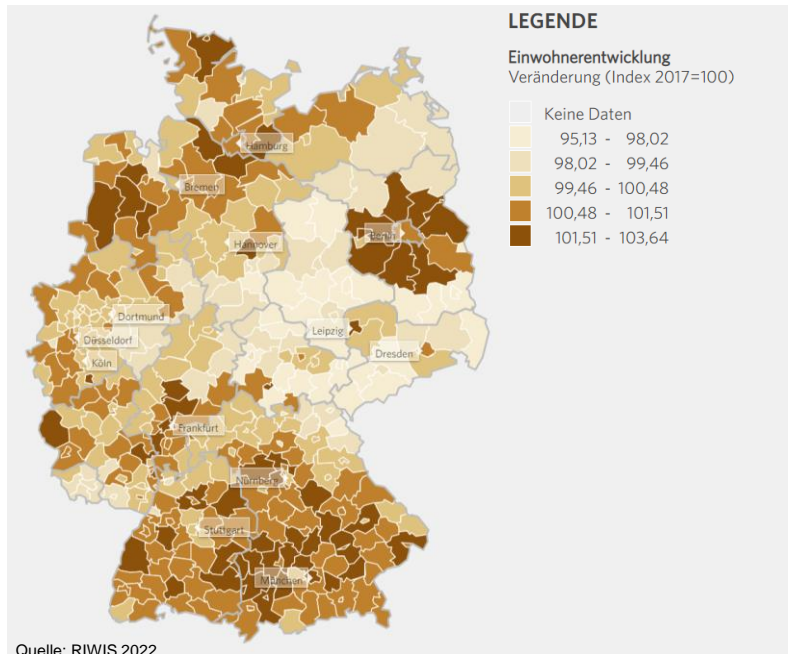 LEGENDE
Einwohnerentwicklung
Veränderung (Index 2017=100)
Keine Daten
95,13 - 98,02
98,02 - 99,46
99,46 - 100,48
100,48 - 101,51
101,51 - 103,64
Hamburg
Bremen
Berlin
Hannover
Dortmund
Leipzig
Düsseldorf
Dresden
Köln
Frankfurt
Nürnberg
Stuttgart
München
Quelle: RIWIS 2022